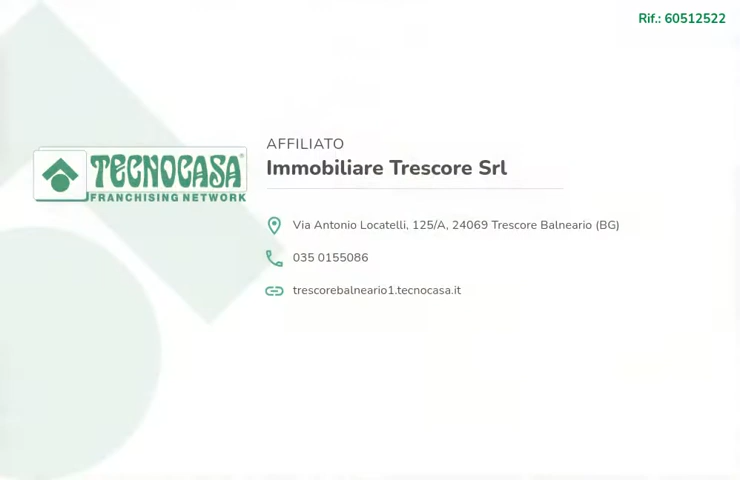 Rif.: 60512522
AFFILIATO
Immobiliare Trescore Srl
TECNOCASA®
FRANCHISING NETWORK
Via Antonio Locatelli, 125/A, 24069 Trescore Balneario (BG)
035 0155086
trescorebalneario1.tecnocasa.it